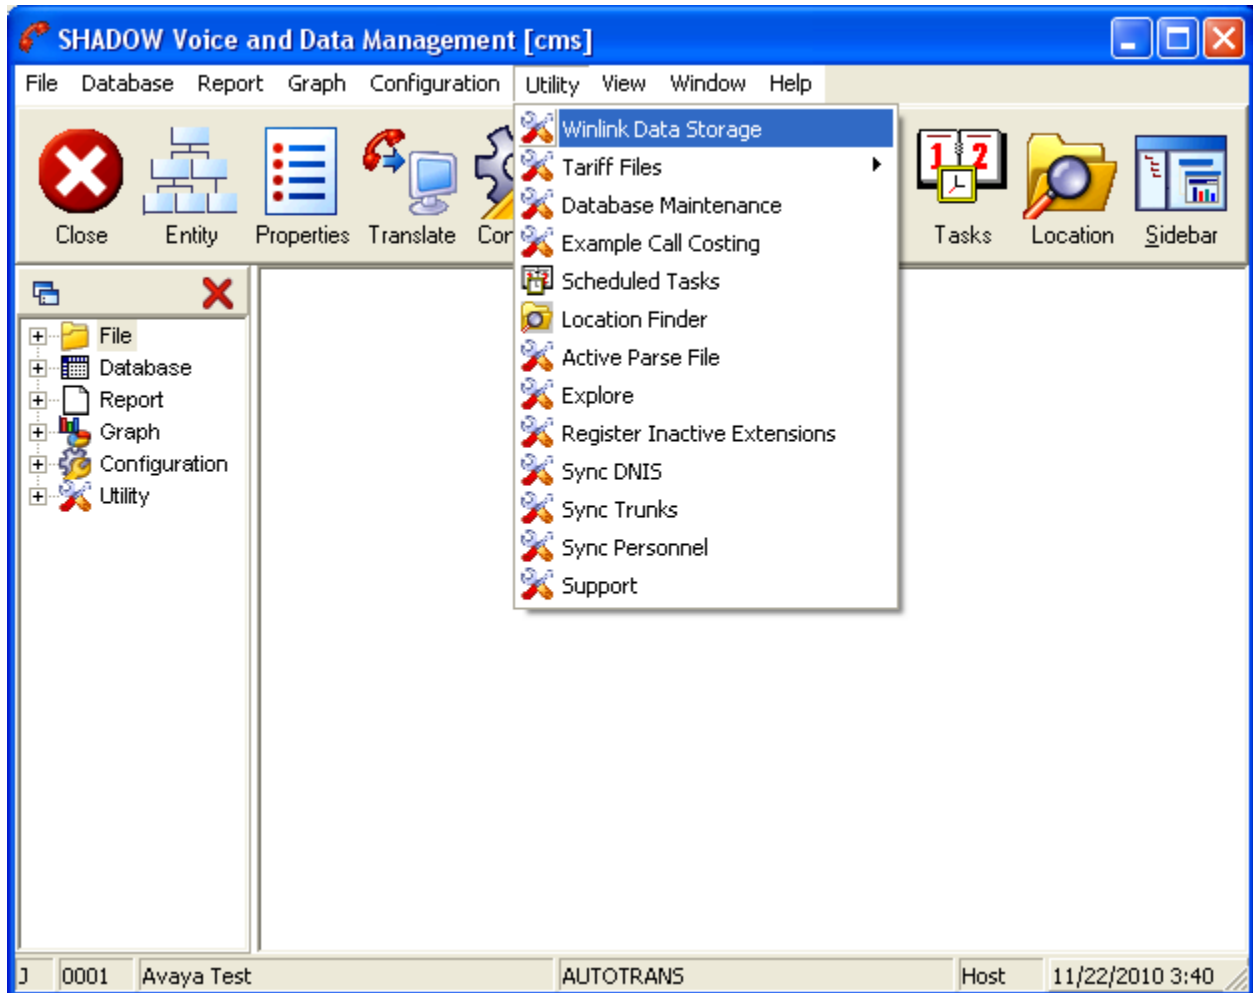 SHADOW Voice and Data Management [cms]
File Database Report Graph Configuration Utility View Window Help
Close Entity Properties Translate Tasks Location Sidebar
Winlink Data Storage
Tariff Files
Database Maintenance
Example Call Costing
Scheduled Tasks
Location Finder
Active Parse File
Explore
Register Inactive Extensions
Sync DNIS
Sync Trunks
Sync Personnel
Support
File
Database
Report
Graph
Configuration
Utility
J 0001 Avaya Test AUTOTRANS Host 11/22/2010 3:40